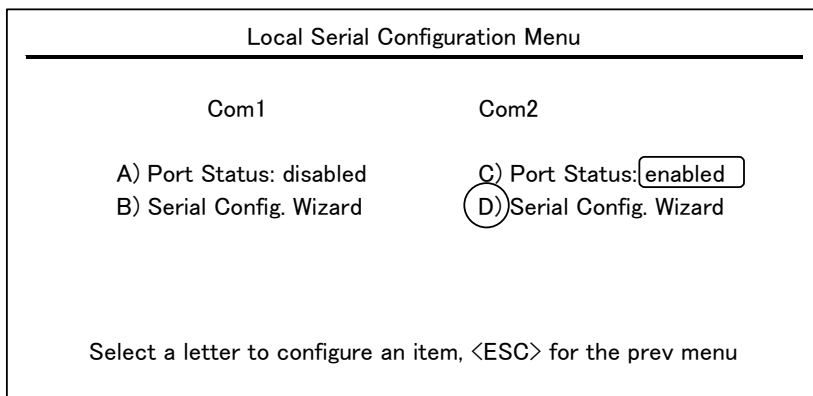 Local Serial Configuration Menu
Com1 Com2
A) Port Status: disabled C) Port Status: enabled
B) Serial Config. Wizard D) Serial Config. Wizard
Select a letter to configure an item, <ESC> for the prev menu